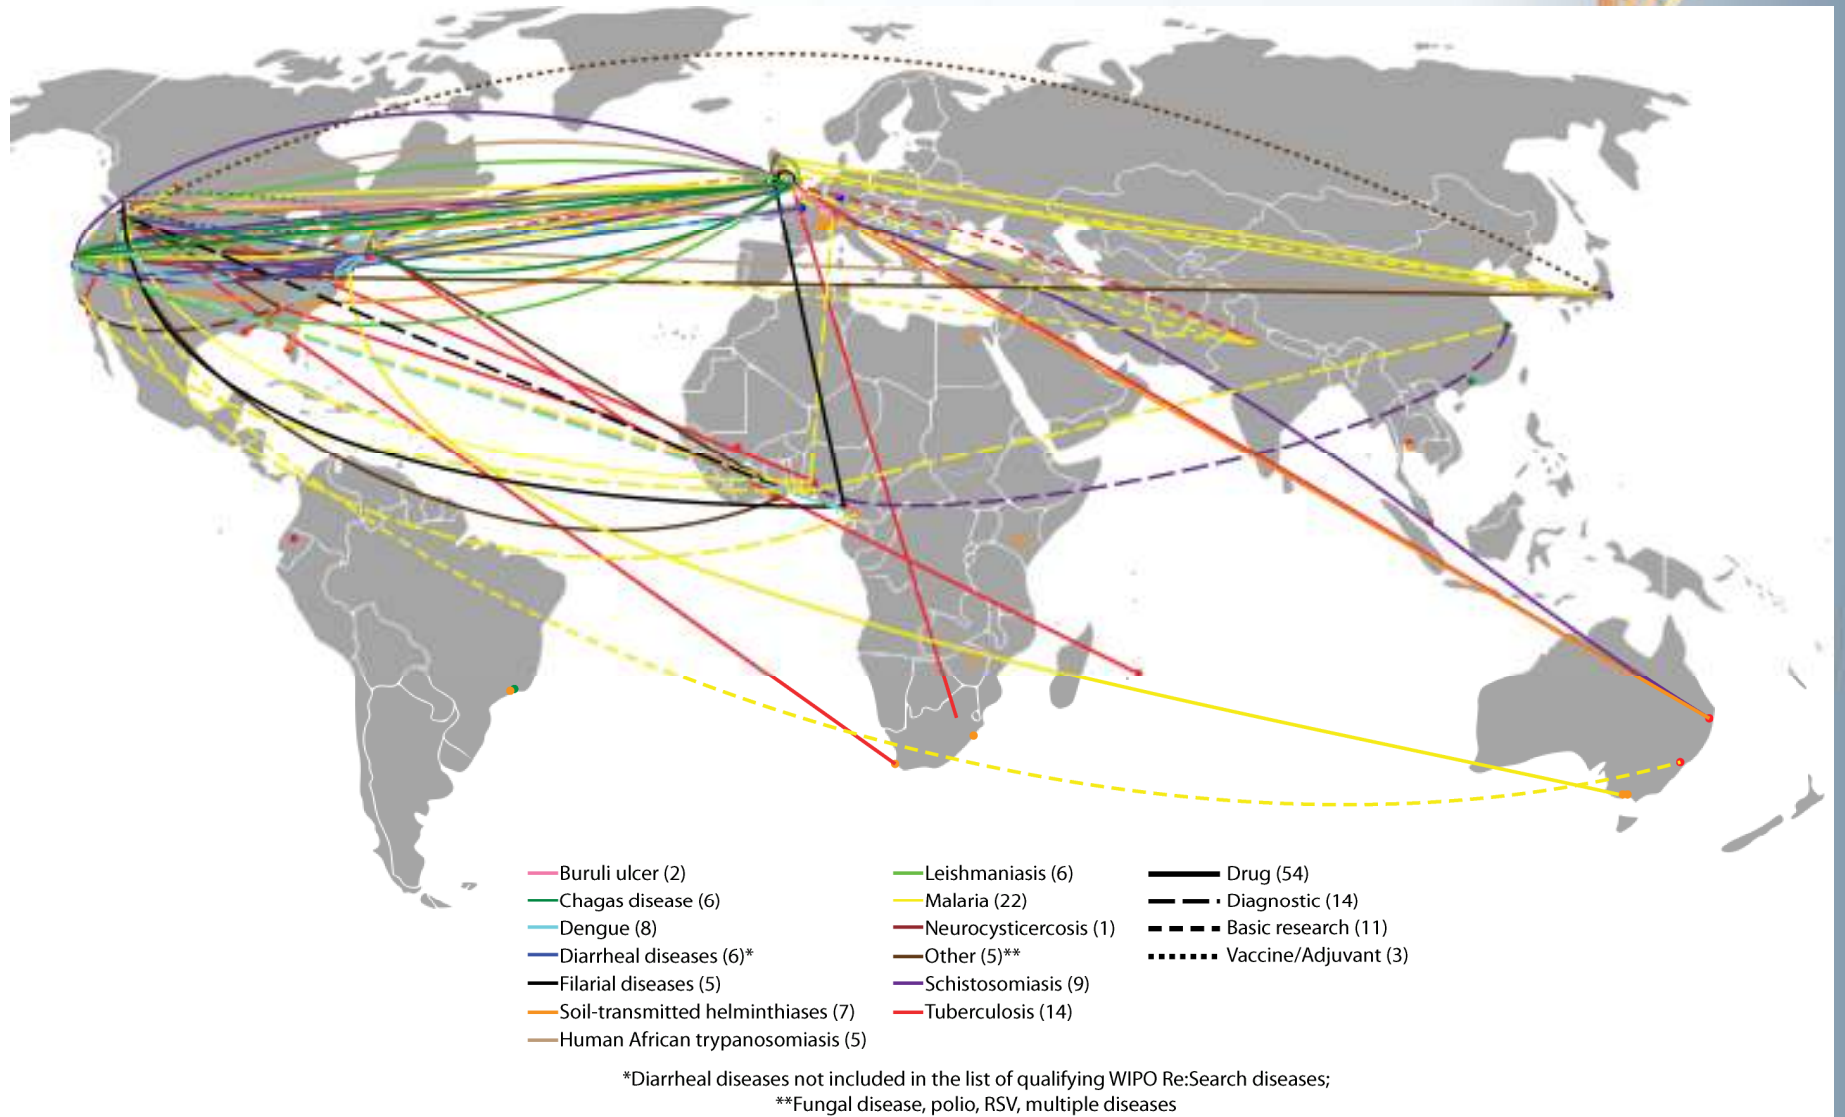 Buruli ulcer (2)
Chagas disease (6)
Dengue (8)
Diarrheal diseases (6)*
Filarial diseases (5)
Soil-transmitted helminthiases (7)
Human African trypanosomiasis (5)
Leishmaniasis (6)
Malaria (22)
Neurocysticercosis (1)
Other (5)**
Schistosomiasis (9)
Tuberculosis (14)
Drug (54)
Diagnostic (14)
Basic research (11)
Vaccine/Adjuvant (3)
*Diarrheal diseases not included in the list of qualifying WIPO Re:Search diseases;
**Fungal disease, polio, RSV, multiple diseases